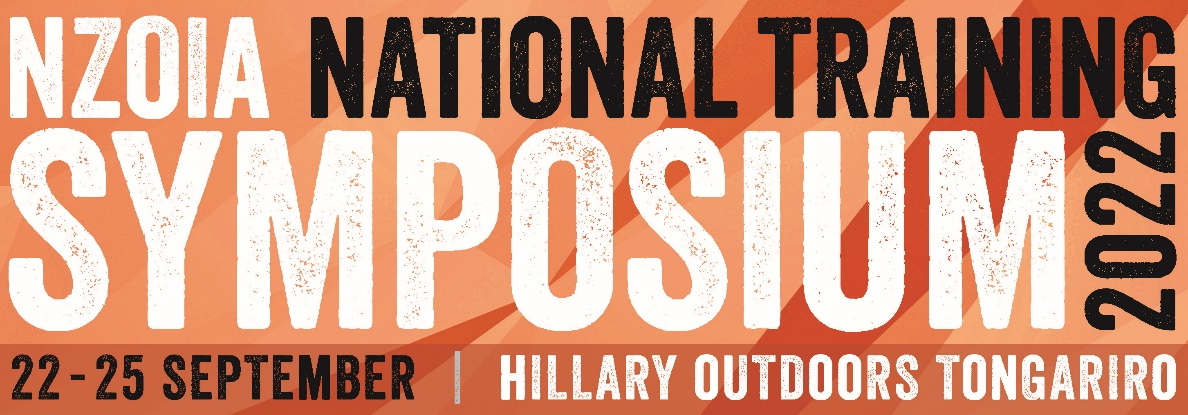 NZOIA NATIONAL TRAINING
SYMPOSIUM
2022
22 - 25 SEPTEMBER | HILLARY OUTDOORS TONGARIRO